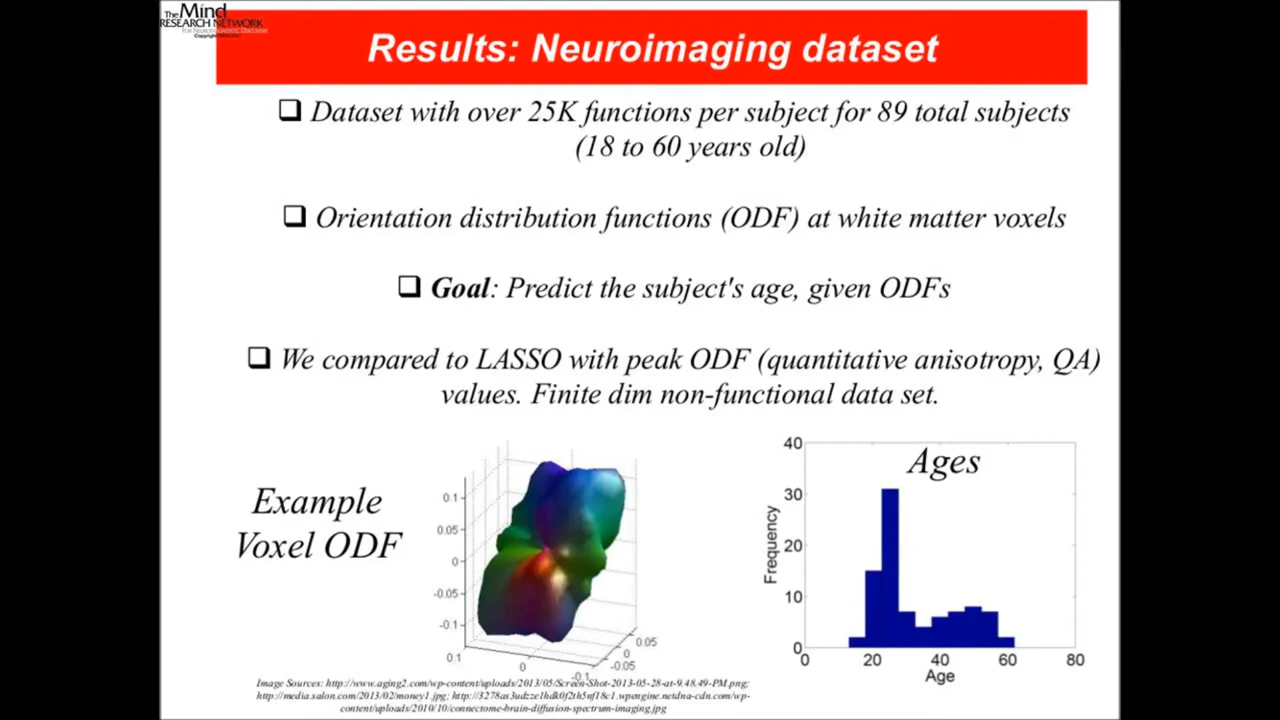 The Mind
RESEARCH NETWORK
FOR NEURODIAGNOSTIC DISCOVERY
Results: Neuroimaging dataset
❑ Dataset with over 25K functions per subject for 89 total subjects
(18 to 60 years old)
❑ Orientation distribution functions (ODF) at white matter voxels
❑ Goal: Predict the subject's age, given ODFs
❑ We compared to LASSO with peak ODF (quantitative anisotropy, QA)
values. Finite dim non-functional data set.
Example
Voxel ODF
0.1
0.05
0
-0.05
-0.1
0.1
0
-0.1
-0.05
0
0.05
Ages
Frequency
40
30
20
10
0
0 20 40 60 80
Age
Image Sources: http://www.aging2.com/wp-content/uploads/2013/05/Screen-Shot-2013-05-28-at-9.48.49-PM.png;
http://media.salon.com/2013/02/money1.jpg; http://3278as3udzze1hdk0f2th5nf18c1.wpengine.netdna-cdn.com/wp-
content/uploads/2010/10/connectome-brain-diffusion-spectrum-imaging.jpg